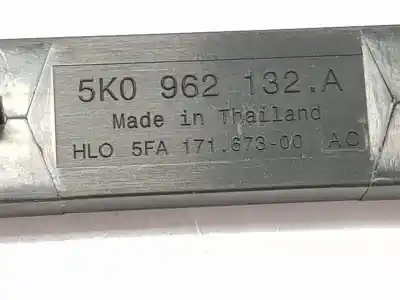 5K0 962 132.A
Made in Thailand
HLO 5FA 171.673-00 AC